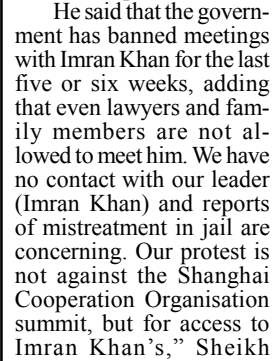 He said that the govern-
ment has banned meetings
with Imran Khan for the last
five or six weeks, adding
that even lawyers and fam-
ily members are not al-
lowed to meet him. We have
no contact with our leader
(Imran Khan) and reports
of mistreatment in jail are
concerning. Our protest is
not against the Shanghai
Cooperation Organisation
summit, but for access to
Imran Khan’s,” Sheikh